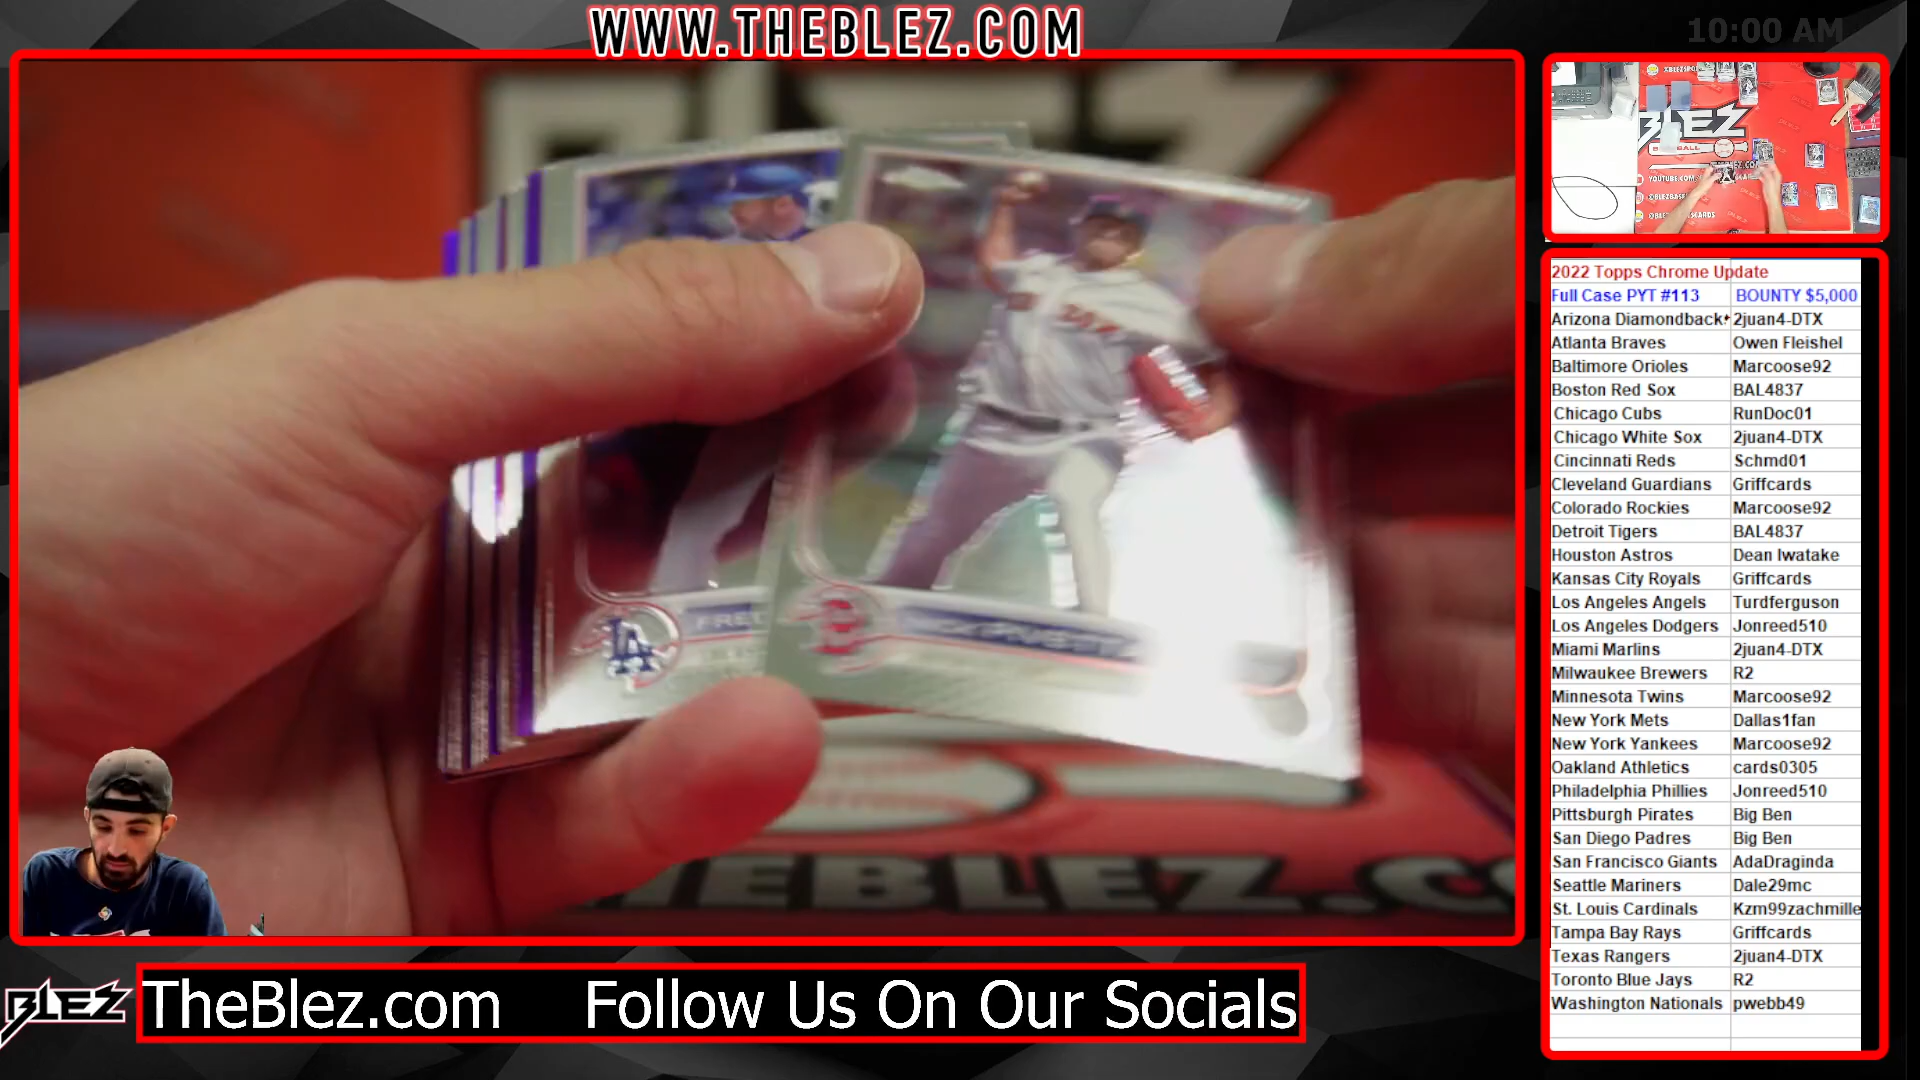 WWW.THEBLEZ.COM
10:00 AM
BLEZ
BASEBALL
2022 Topps Chrome Update
Full Case PYT #113 BOUNTY $5,000
Arizona Diamondback 2juan4-DTX
Atlanta Braves Owen Fleishel
Baltimore Orioles Marcoose92
Boston Red Sox BAL4837
Chicago Cubs RunDoc01
Chicago White Sox 2juan4-DTX
Cincinnati Reds Schmd01
Cleveland Guardians Griffcards
Colorado Rockies Marcoose92
Detroit Tigers BAL4837
Houston Astros Dean Iwatake
Kansas City Royals Griffcards
Los Angeles Angels Turdferguson
Los Angeles Dodgers Jonreed510
Miami Marlins 2juan4-DTX
Milwaukee Brewers R2
Minnesota Twins Marcoose92
New York Mets Dallas1fan
New York Yankees Marcoose92
Oakland Athletics cards0305
Philadelphia Phillies Jonreed510
Pittsburgh Pirates Big Ben
San Diego Padres Big Ben
San Francisco Giants AdaDraginda
Seattle Mariners Dale29mc
St. Louis Cardinals Kzm99zachmille
Tampa Bay Rays Griffcards
Texas Rangers 2juan4-DTX
Toronto Blue Jays R2
Washington Nationals pwebb49
LA FRE
THEBLEZ.CO
BLEZ TheBlez.com Follow Us On Our Socials